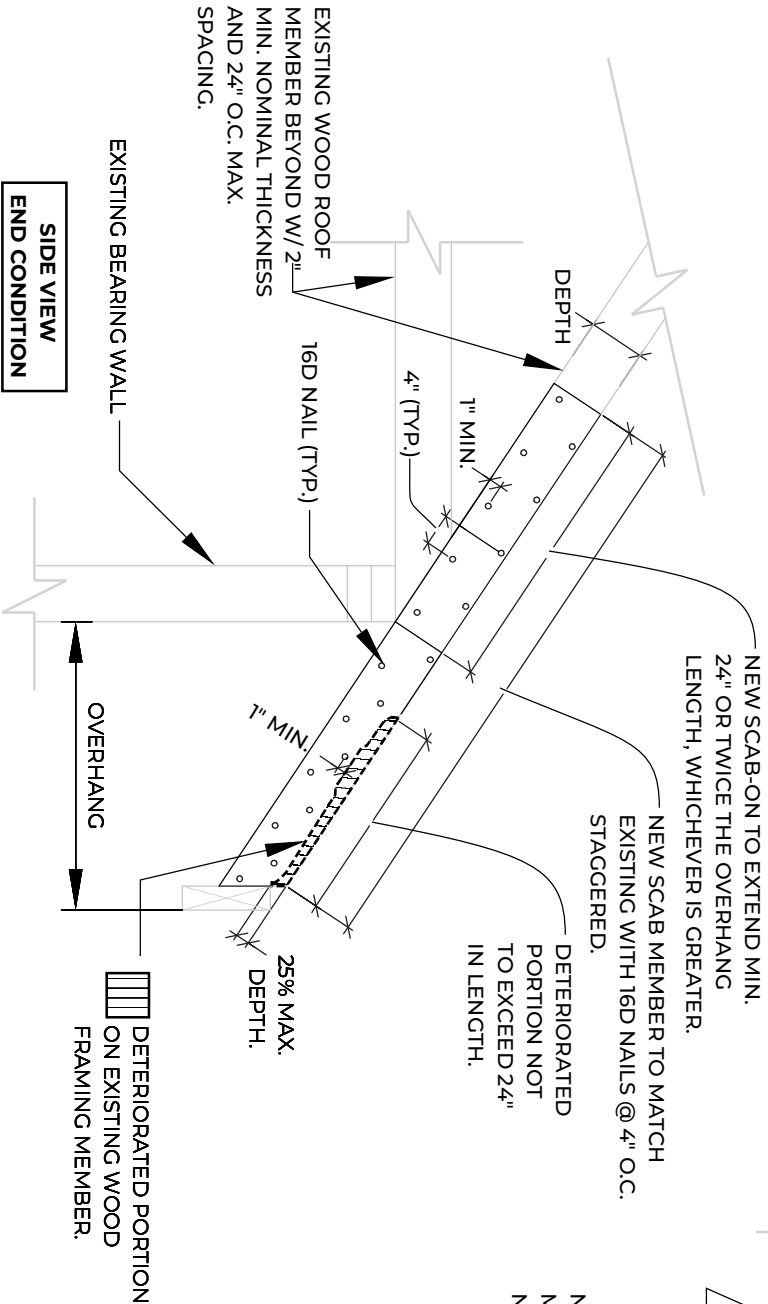 NEW SCAB-ON TO EXTEND MIN.
24" OR TWICE THE OVERHANG
LENGTH, WHICHEVER IS GREATER.
NEW SCAB MEMBER TO MATCH
EXISTING WITH 16D NAILS @ 4" O.C.
STAGGERED.
DETERIORATED
PORTION NOT
TO EXCEED 24"
IN LENGTH.
DEPTH
1" MIN.
4" (TYP.)
16D NAIL (TYP.)
EXISTING WOOD ROOF
MEMBER BEYOND W/ 2"
MIN. NOMINAL THICKNESS
AND 24" O.C. MAX.
SPACING.
1" MIN.
25% MAX.
DEPTH.
EXISTING BEARING WALL
OVERHANG
DETERIORATED PORTION
ON EXISTING WOOD
FRAMING MEMBER.
SIDE VIEW
END CONDITION